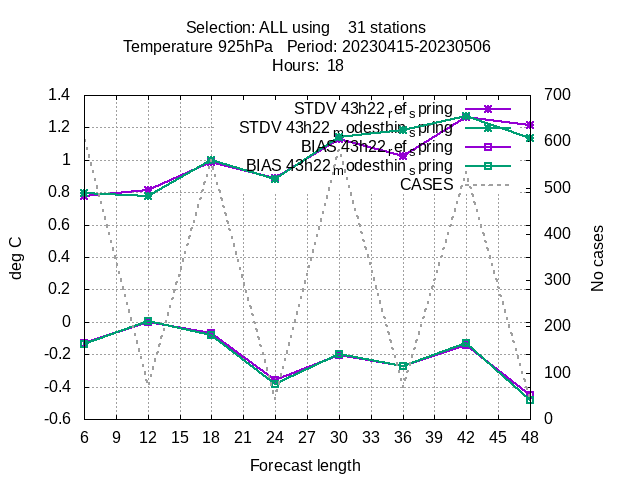 Selection: ALL using 31 stations
Temperature 925hPa Period: 20230415-20230506
Hours: 18
1.4
1.2
1
0.8
0.6
0.4
0.2
0
-0.2
-0.4
-0.6
deg C
STDV 43h22_ref_spring
STDV 43h22_modesthin_spring
BIAS 43h22_ref_spring
BIAS 43h22_modesthin_spring
CASES
700
600
500
400
300
200
100
0
No cases
6 9 12 15 18 21 24 27 30 33 36 39 42 45 48
Forecast length